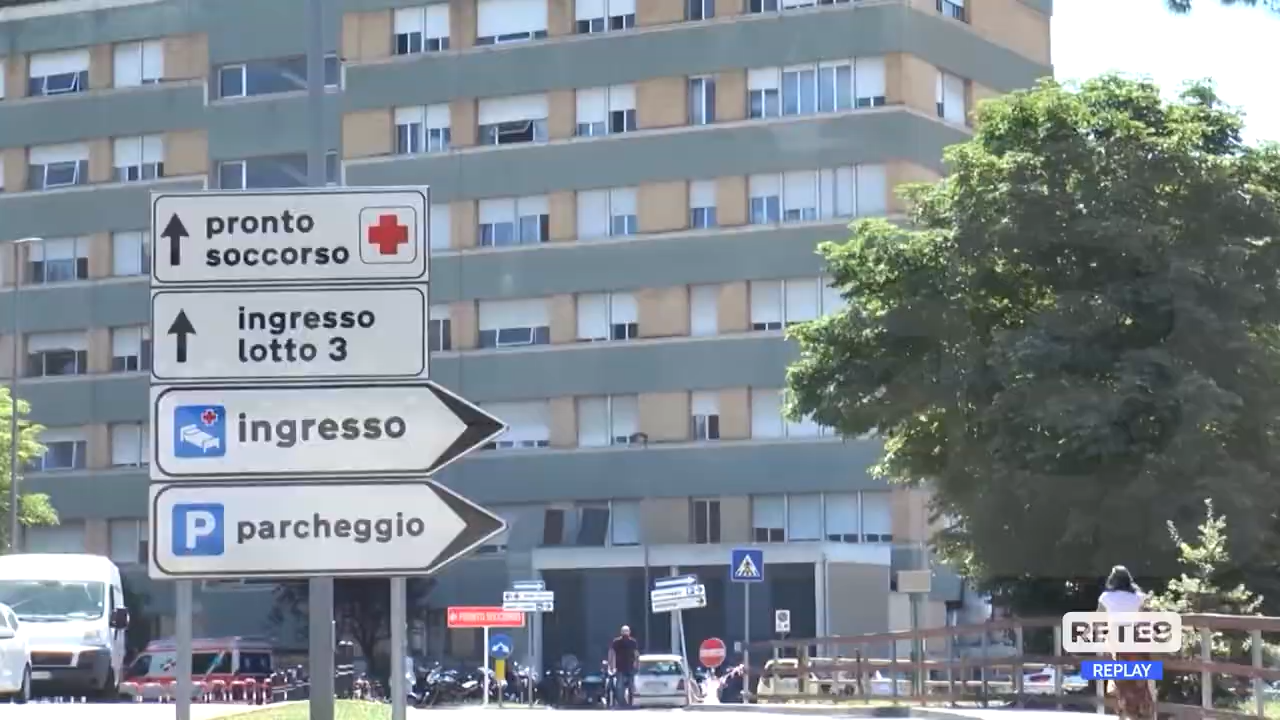 pronto
soccorso
ingresso
lotto 3
ingresso
P parcheggio
PRONTO SOCCORSO
RETE8
REPLAY